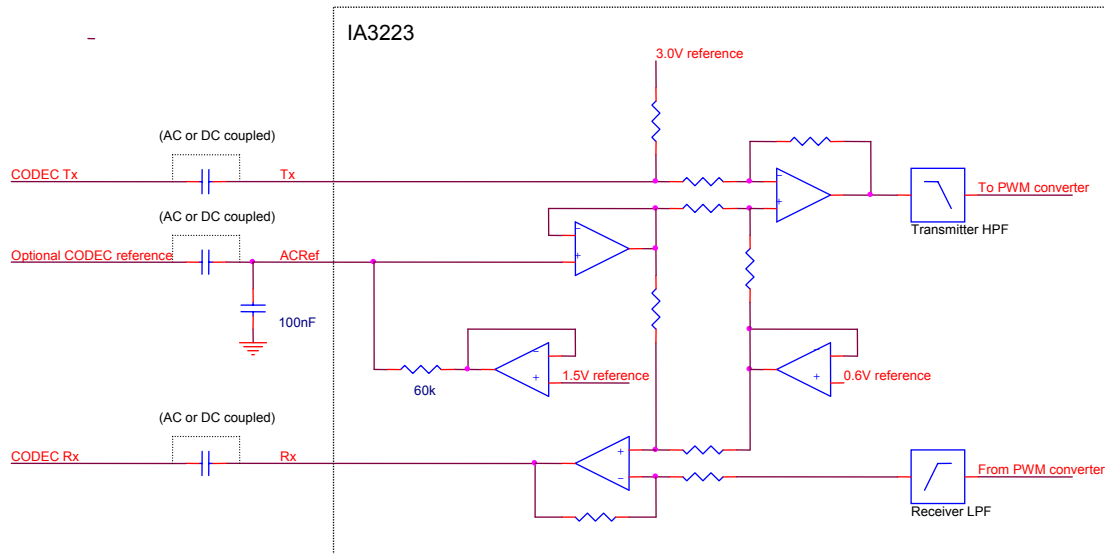 IA3223
3.0V reference
(AC or DC coupled)
CODEC Tx
Tx
To PWM converter
Transmitter HPF
(AC or DC coupled)
Optional CODEC reference
ACRef
100nF
60k
1.5V reference
0.6V reference
(AC or DC coupled)
CODEC Rx
Rx
From PWM converter
Receiver LPF